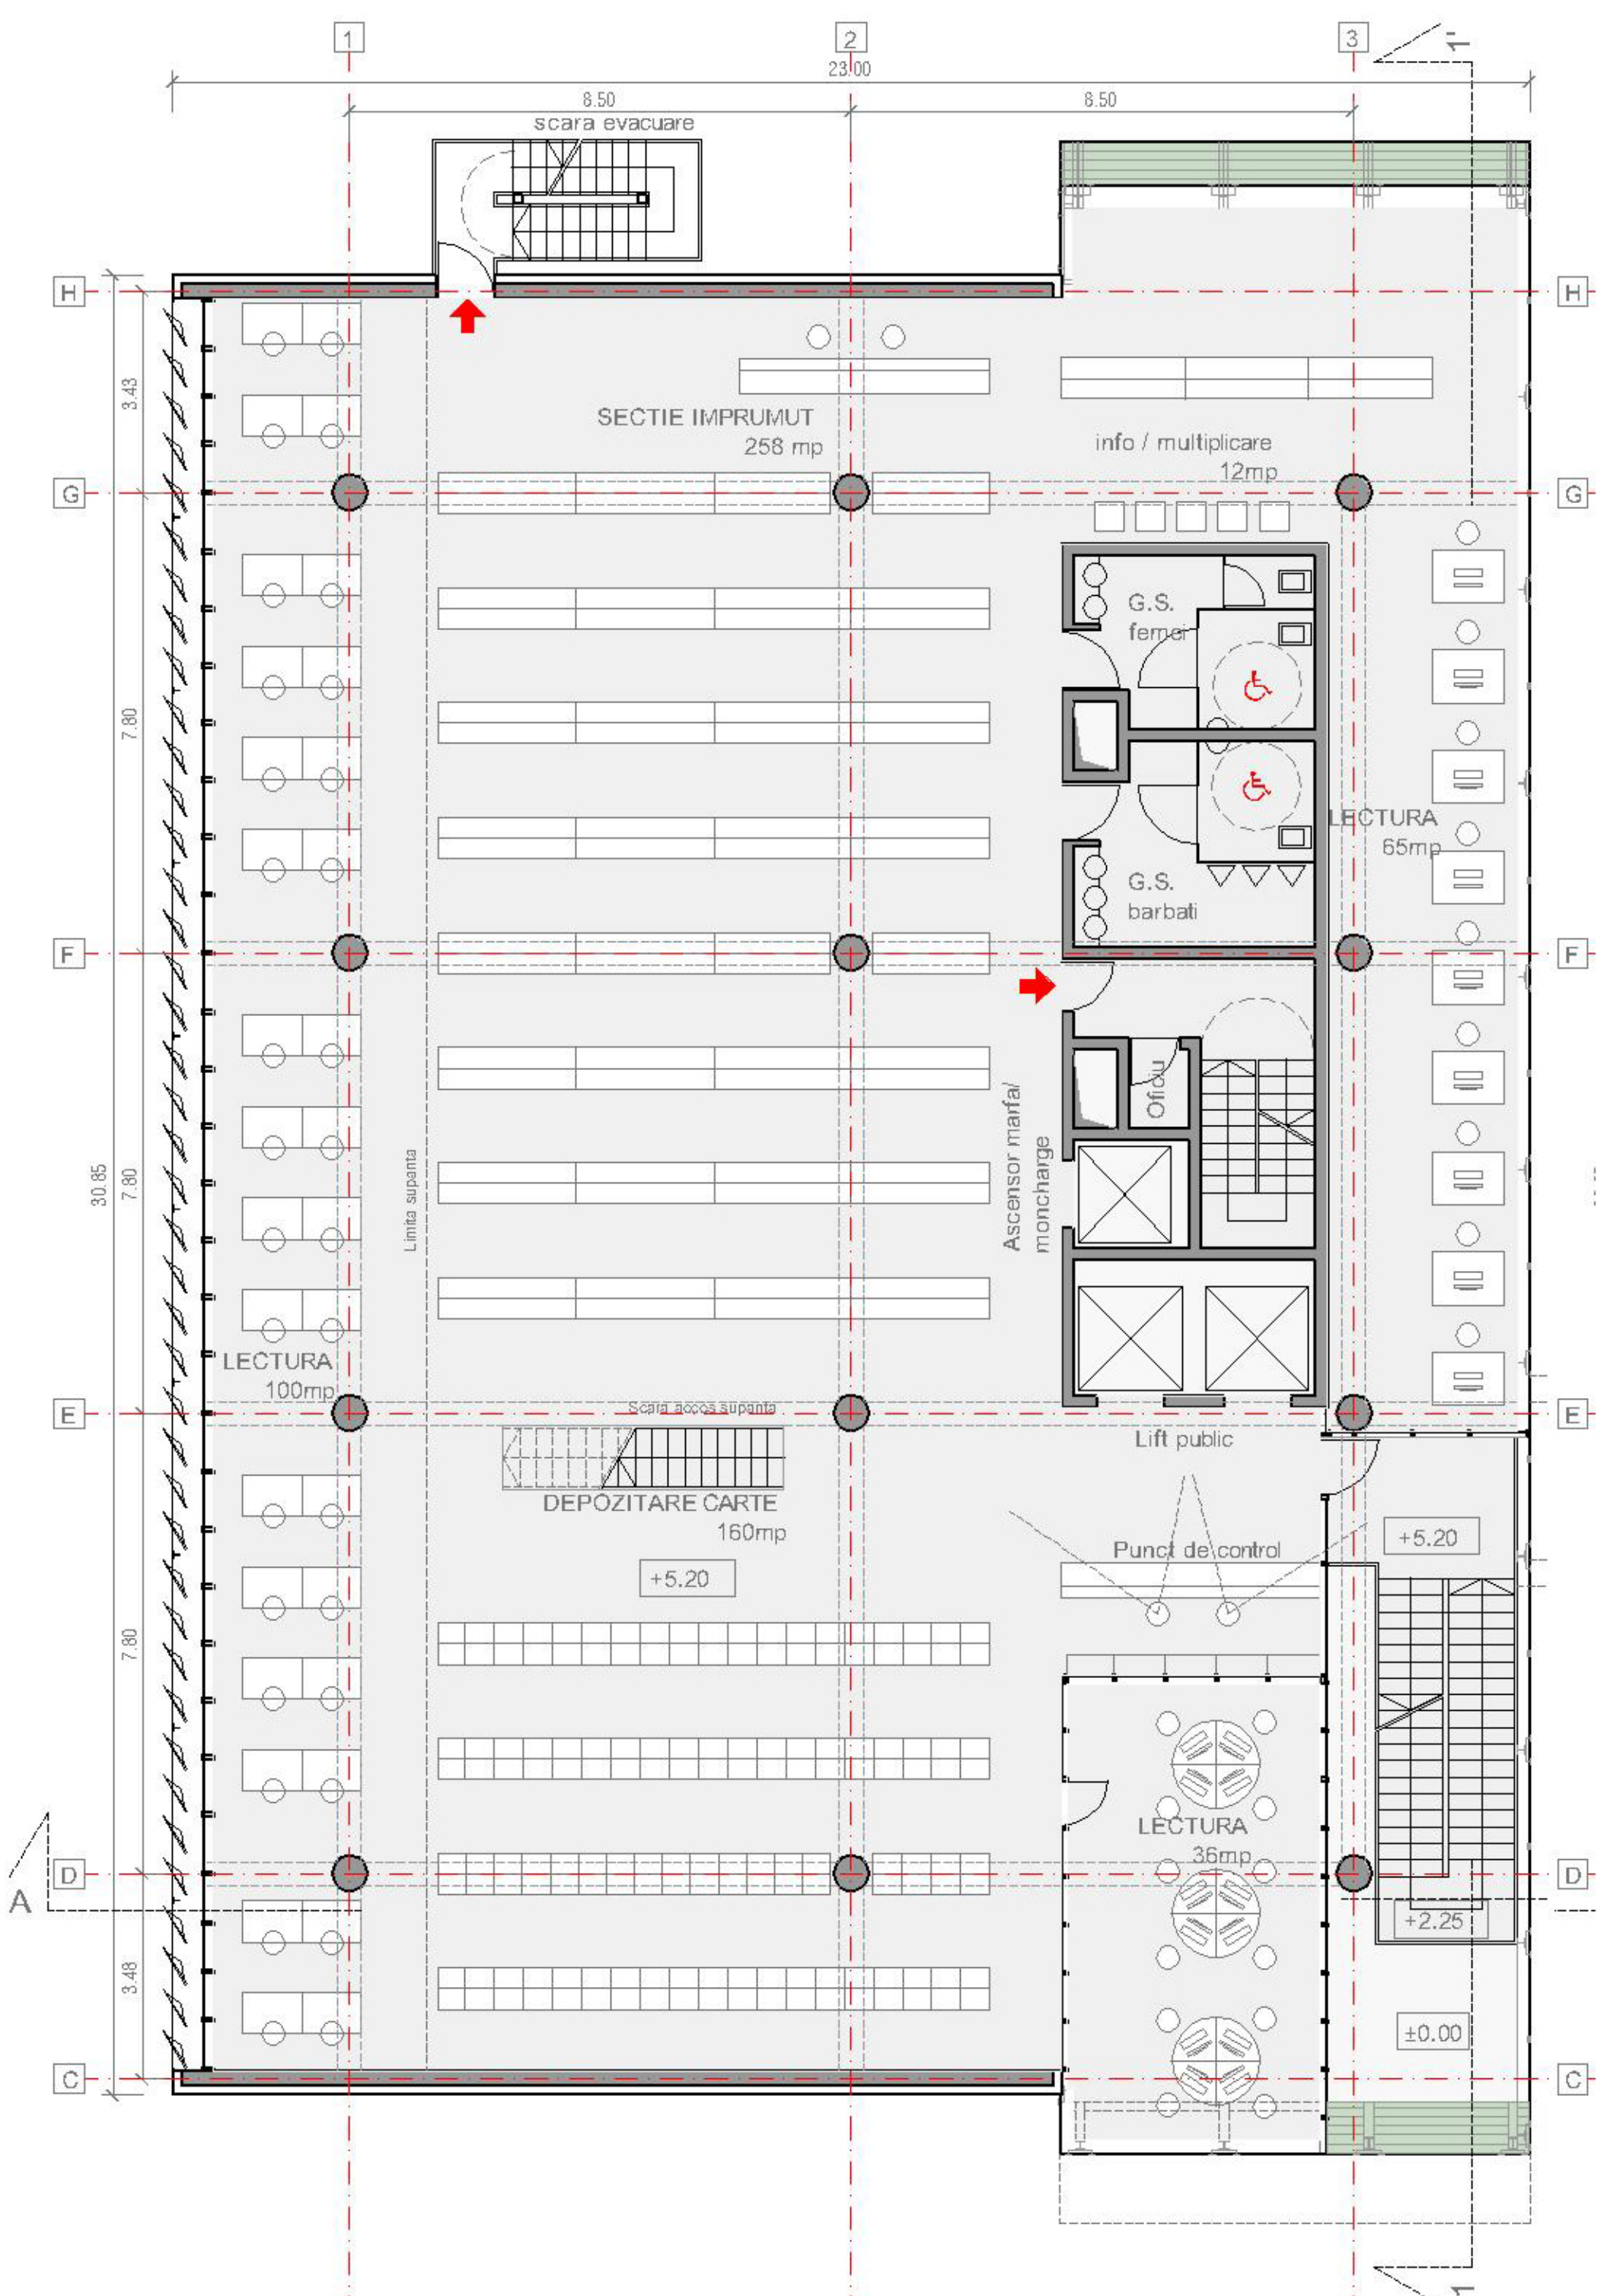 1
2
3
1'
23.00
8.50
8.50
scara evacuare
H
H
3.43
SECTIE IMPRUMUT
258 mp
info / multiplicare
12mp
G
G
G.S.
femei
7.80
LECTURA
65mp
G.S.
barbati
F
F
Oficiu
Ascensor marfa/
moncharge
Limita supanta
30.85
7.80
LECTURA
100mp
E
E
Scara acces supanta
Lift public
DEPOZITARE CARTE
160mp
+5.20
Punct de control
+5.20
7.80
LECTURA
36mp
A
D
D
+2.25
3.48
±0.00
C
C
1